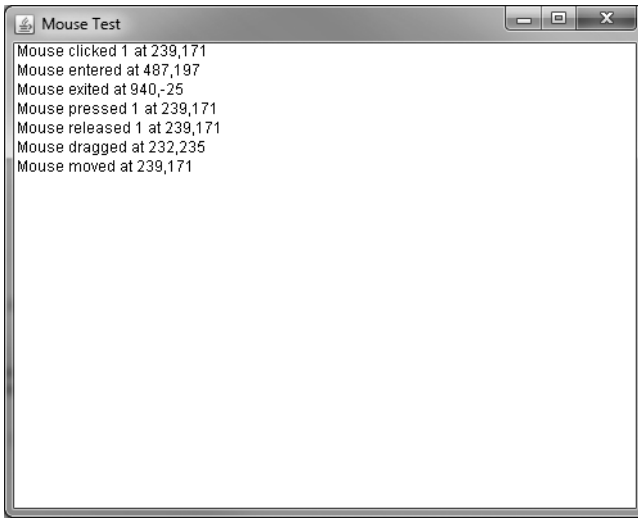 Mouse Test
Mouse clicked 1 at 239,171
Mouse entered at 487,197
Mouse exited at 940,-25
Mouse pressed 1 at 239,171
Mouse released 1 at 239,171
Mouse dragged at 232,235
Mouse moved at 239,171